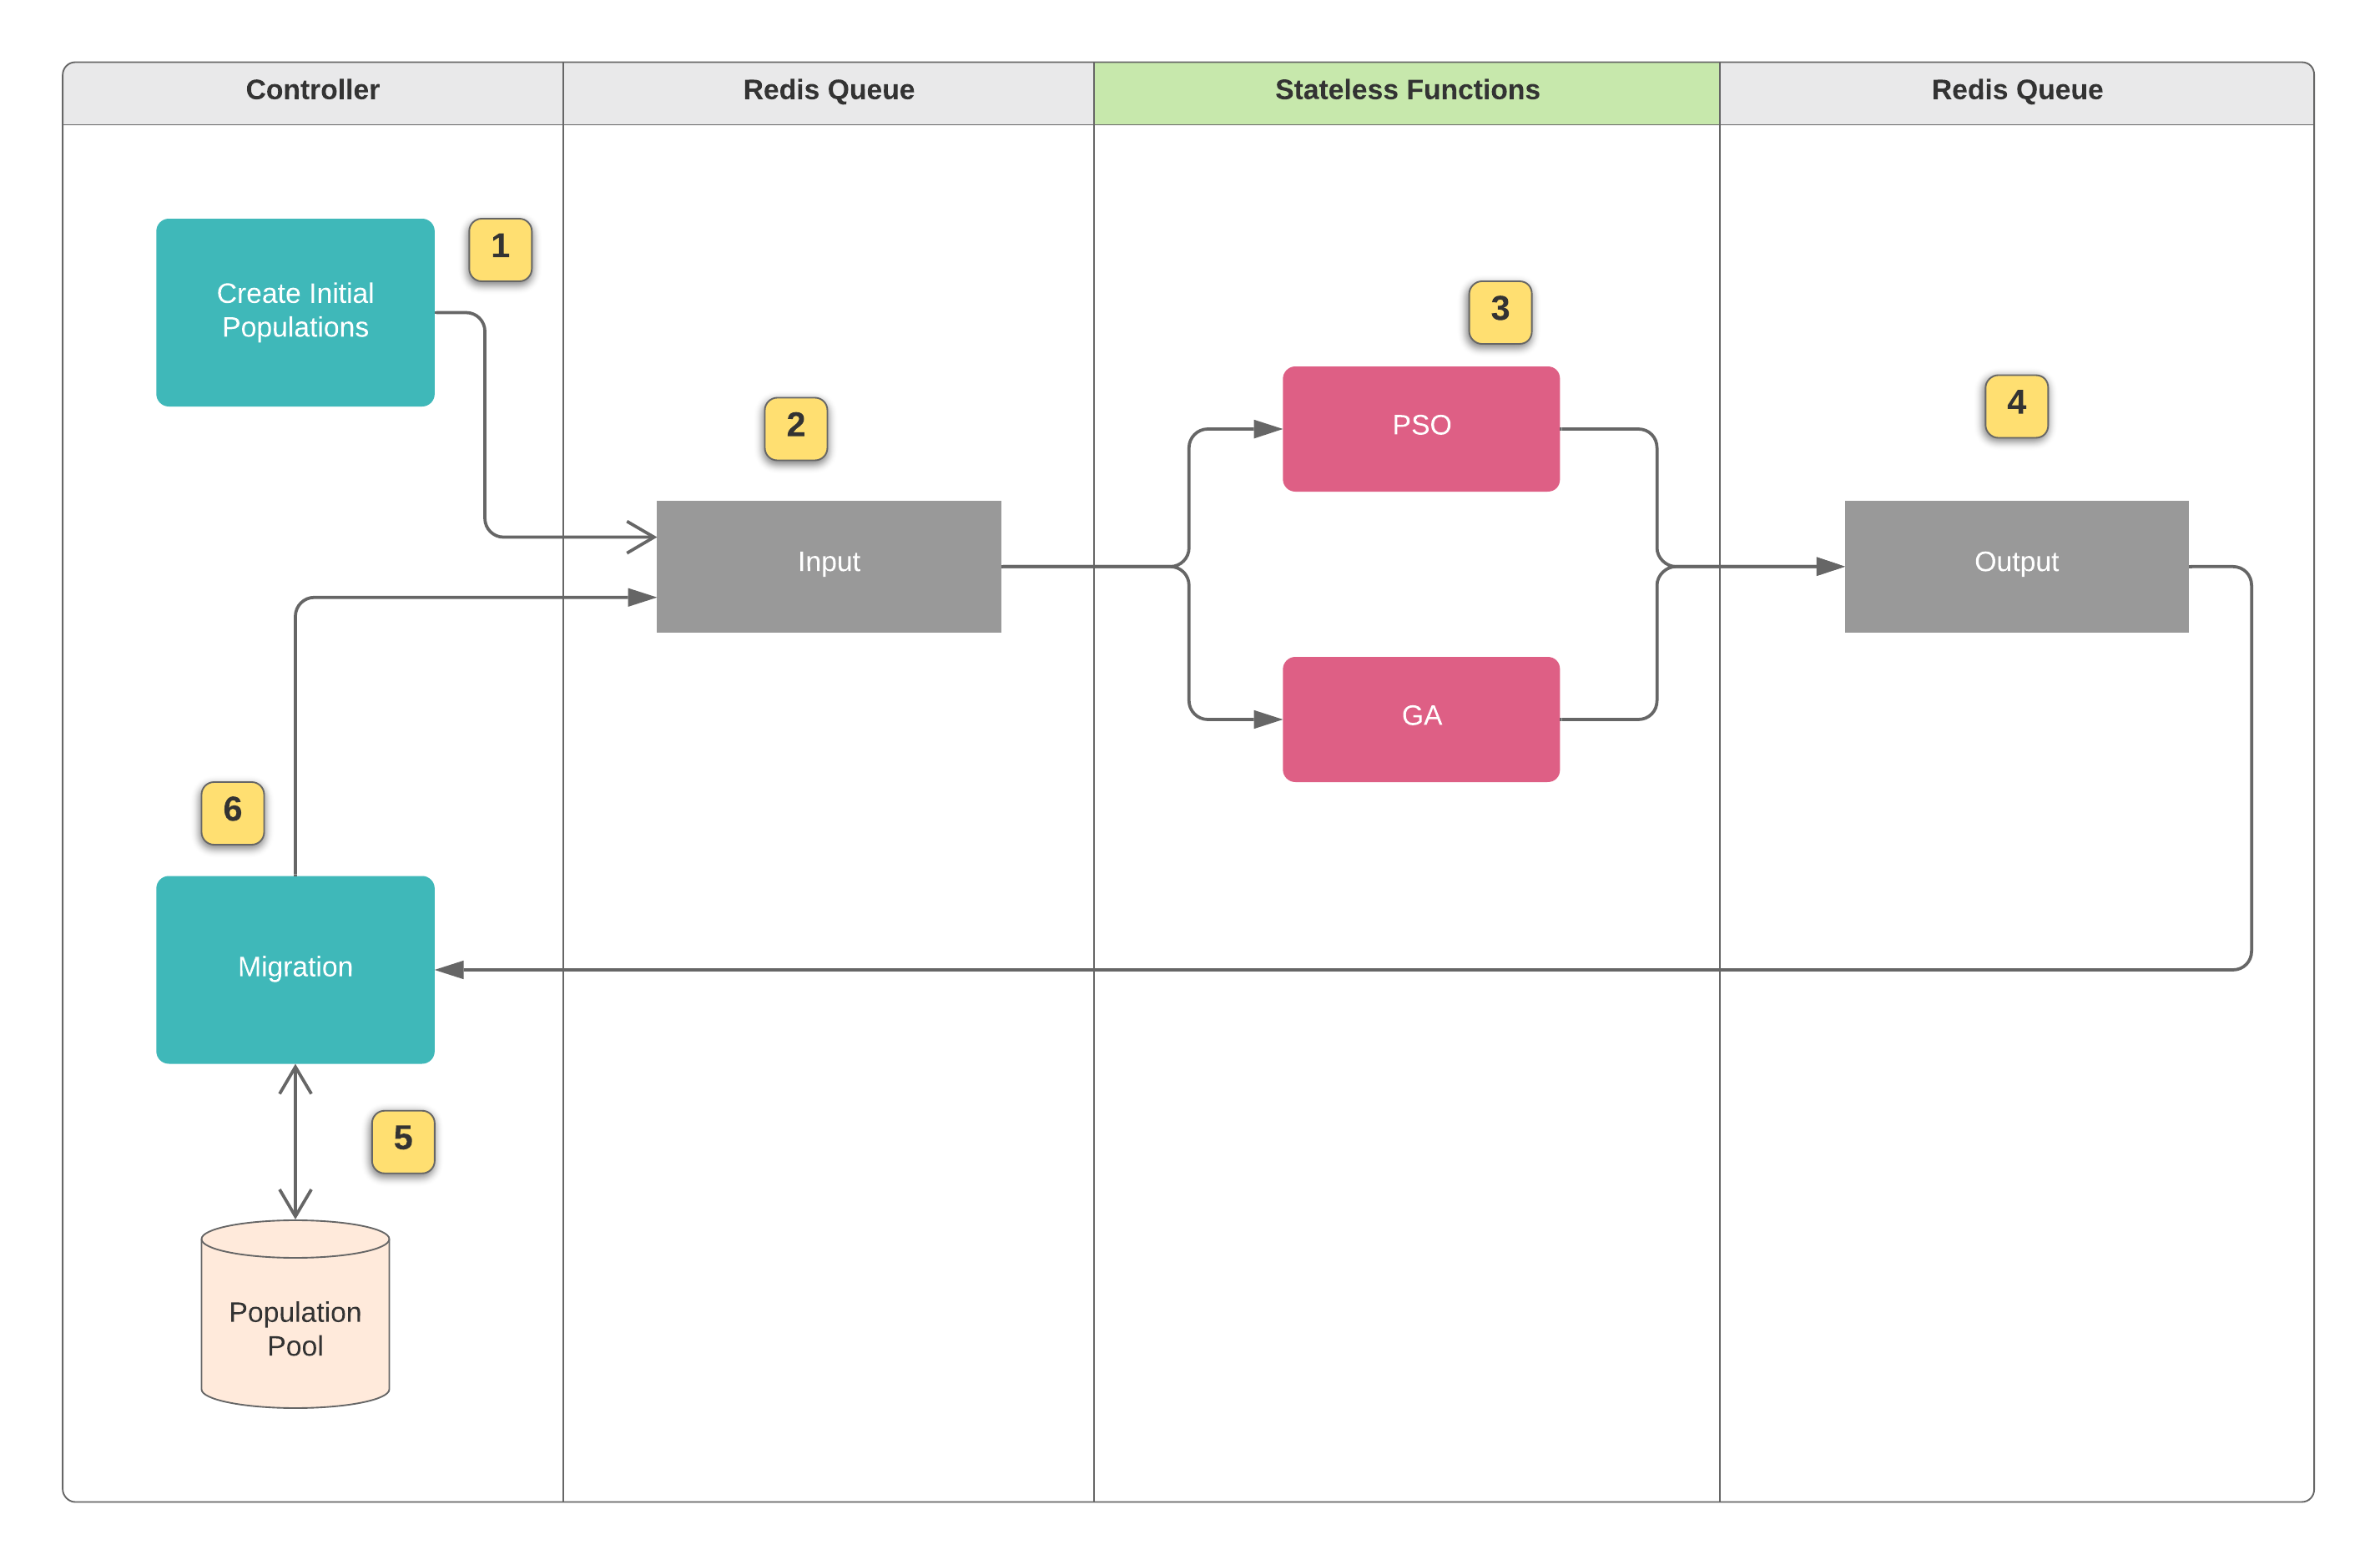 Controller
Redis Queue
Stateless Functions
Redis Queue
1
Create Initial
Populations
2
Input
3
PSO
GA
4
Output
6
Migration
5
Population
Pool